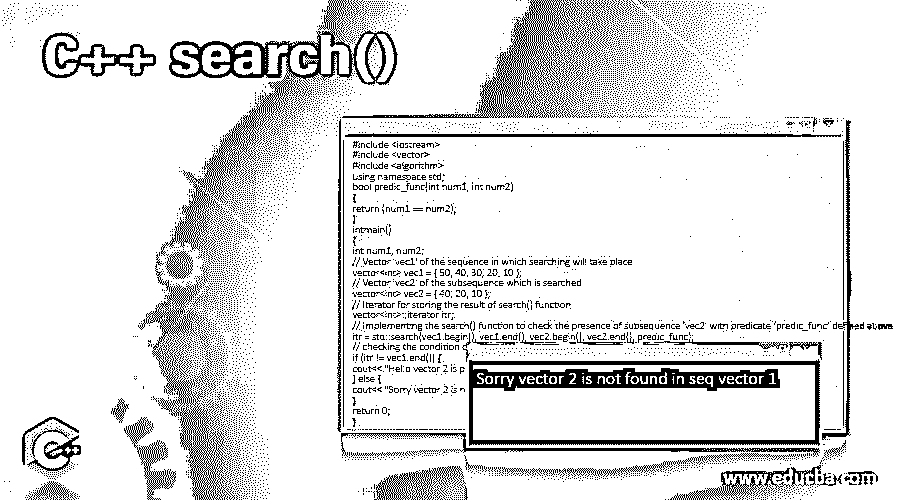 C++ search()
#include <iostream>
#include <vector>
#include <algorithm>
using namespace std;
bool predic_func(int num1, int num2)
{
return (num1 == num2);
}
intmain()
{
int num1, num2;
// Vector 'vec1' of the sequence in which searching will take place
vector<int> vec1 = { 50, 40, 30, 20, 10 };
// Vector 'vec2' of the subsequence which is searched
vector<int> vec2 = { 40, 20, 10 };
// Iterator for storing the result of search() function
vector<int>::iterator itr;
// Implementing the search() function to check the presence of subsequence 'vec2' with predicate 'predic_func' defined above
itr = std::search(vec1.begin(), vec1.end(), vec2.begin(), vec2.end(), predic_func);
// checking the condition
if (itr != vec1.end()) {
cout<< "Hello vector 2 is
} else {
cout<< "Sorry vector 2 is
}
return 0;
}
Sorry vector 2 is not found in seq vector 1
C++
www.educba.com